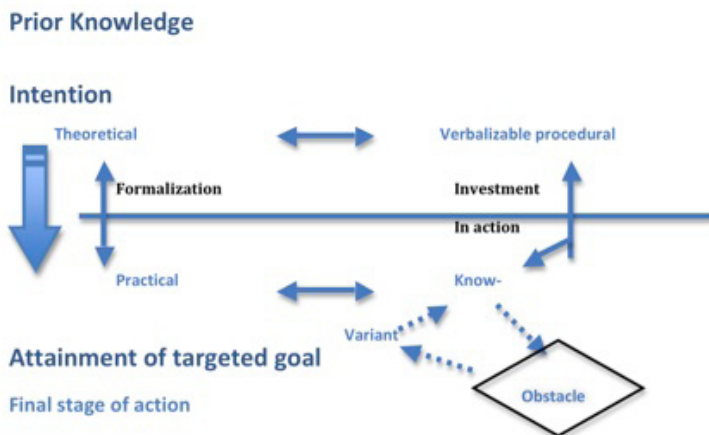 Prior Knowledge
Intention
Theoretical
Verbalizable procedural
Formalization
Investment
In action
Practical
Know-
Variant
Attainment of targeted goal
Obstacle
Final stage of action